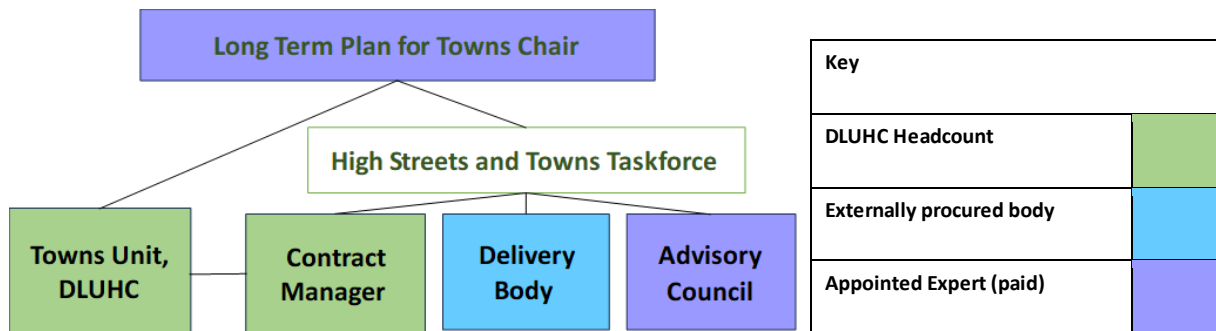 Long Term Plan for Towns Chair
High Streets and Towns Taskforce
Towns Unit,
DLUHC
Contract
Manager
Delivery
Body
Advisory
Council
Key
DLUHC Headcount
Externally procured body
Appointed Expert (paid)